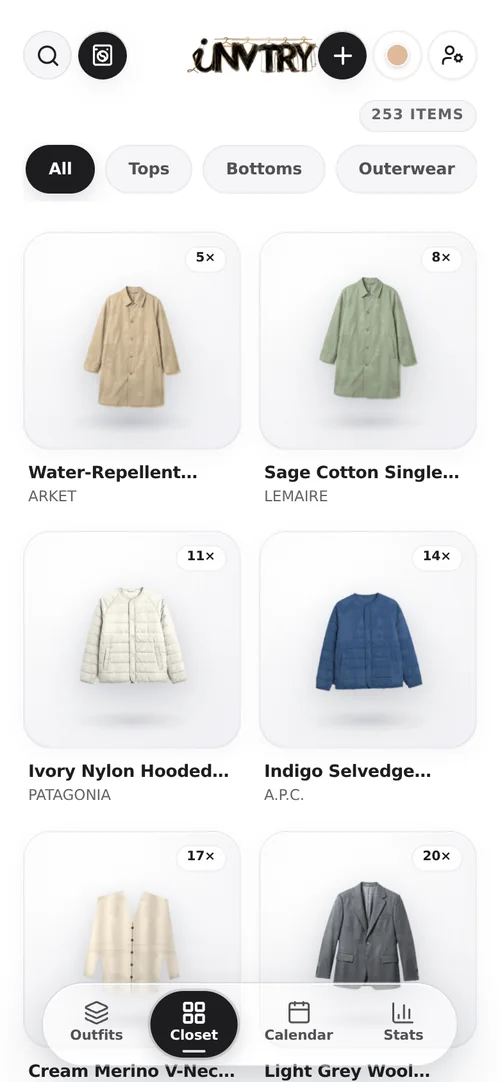 iNVTRY
253 ITEMS
All Tops Bottoms Outerwear
5× 8×
Water-Repellent... Sage Cotton Single...
ARKET LEMAIRE
11× 14×
Ivory Nylon Hooded... Indigo Selvedge...
PATAGONIA A.P.C.
17× 20×
Outfits Closet Calendar Stats
Cream Merino V-Nec... Light Grey Wool...